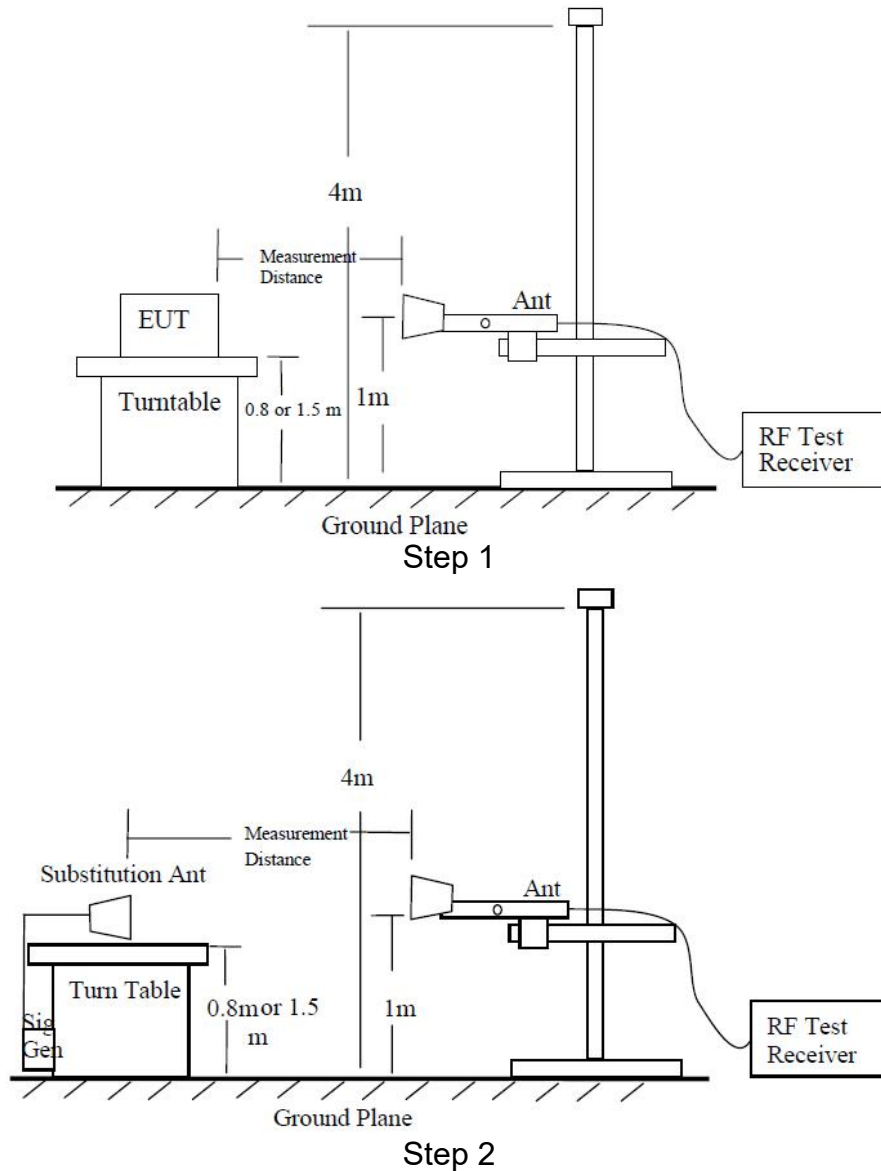 4m
Measurement
Distance
EUT
Ant
Turntable
0.8 or 1.5 m
1m
RF Test
Receiver
Ground Plane
Step 1
4m
Measurement
Distance
Substitution Ant
Ant
Turn Table
0.8m or 1.5
m
1m
Sig
Gen
RF Test
Receiver
Ground Plane
Step 2